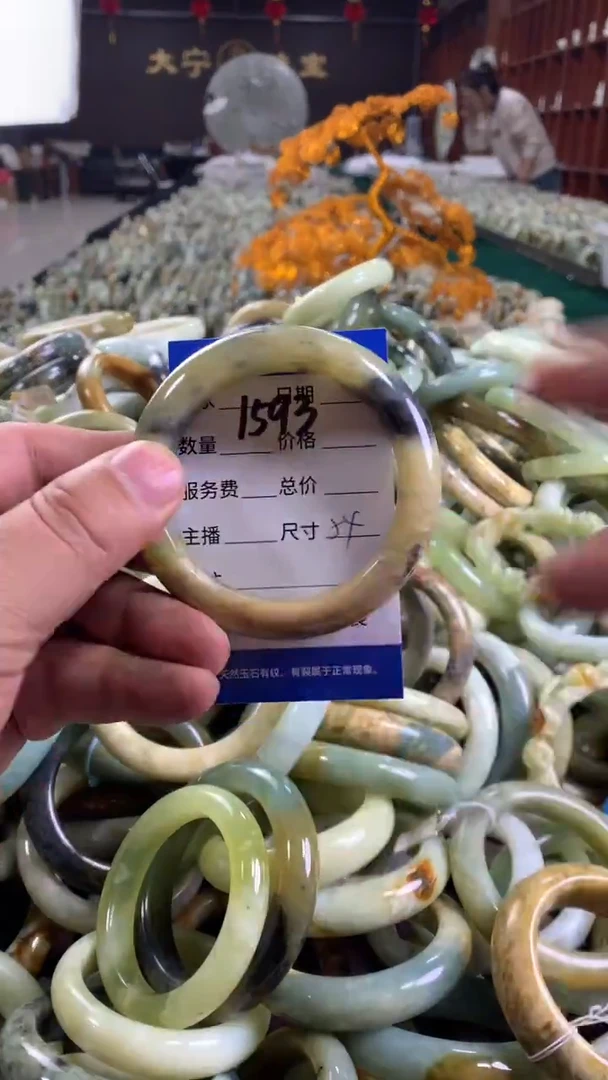 大宁
日期
1593
数量 价格
服务费 总价
主播 尺寸 54
天然玉石有纹，有裂属于正常现象。